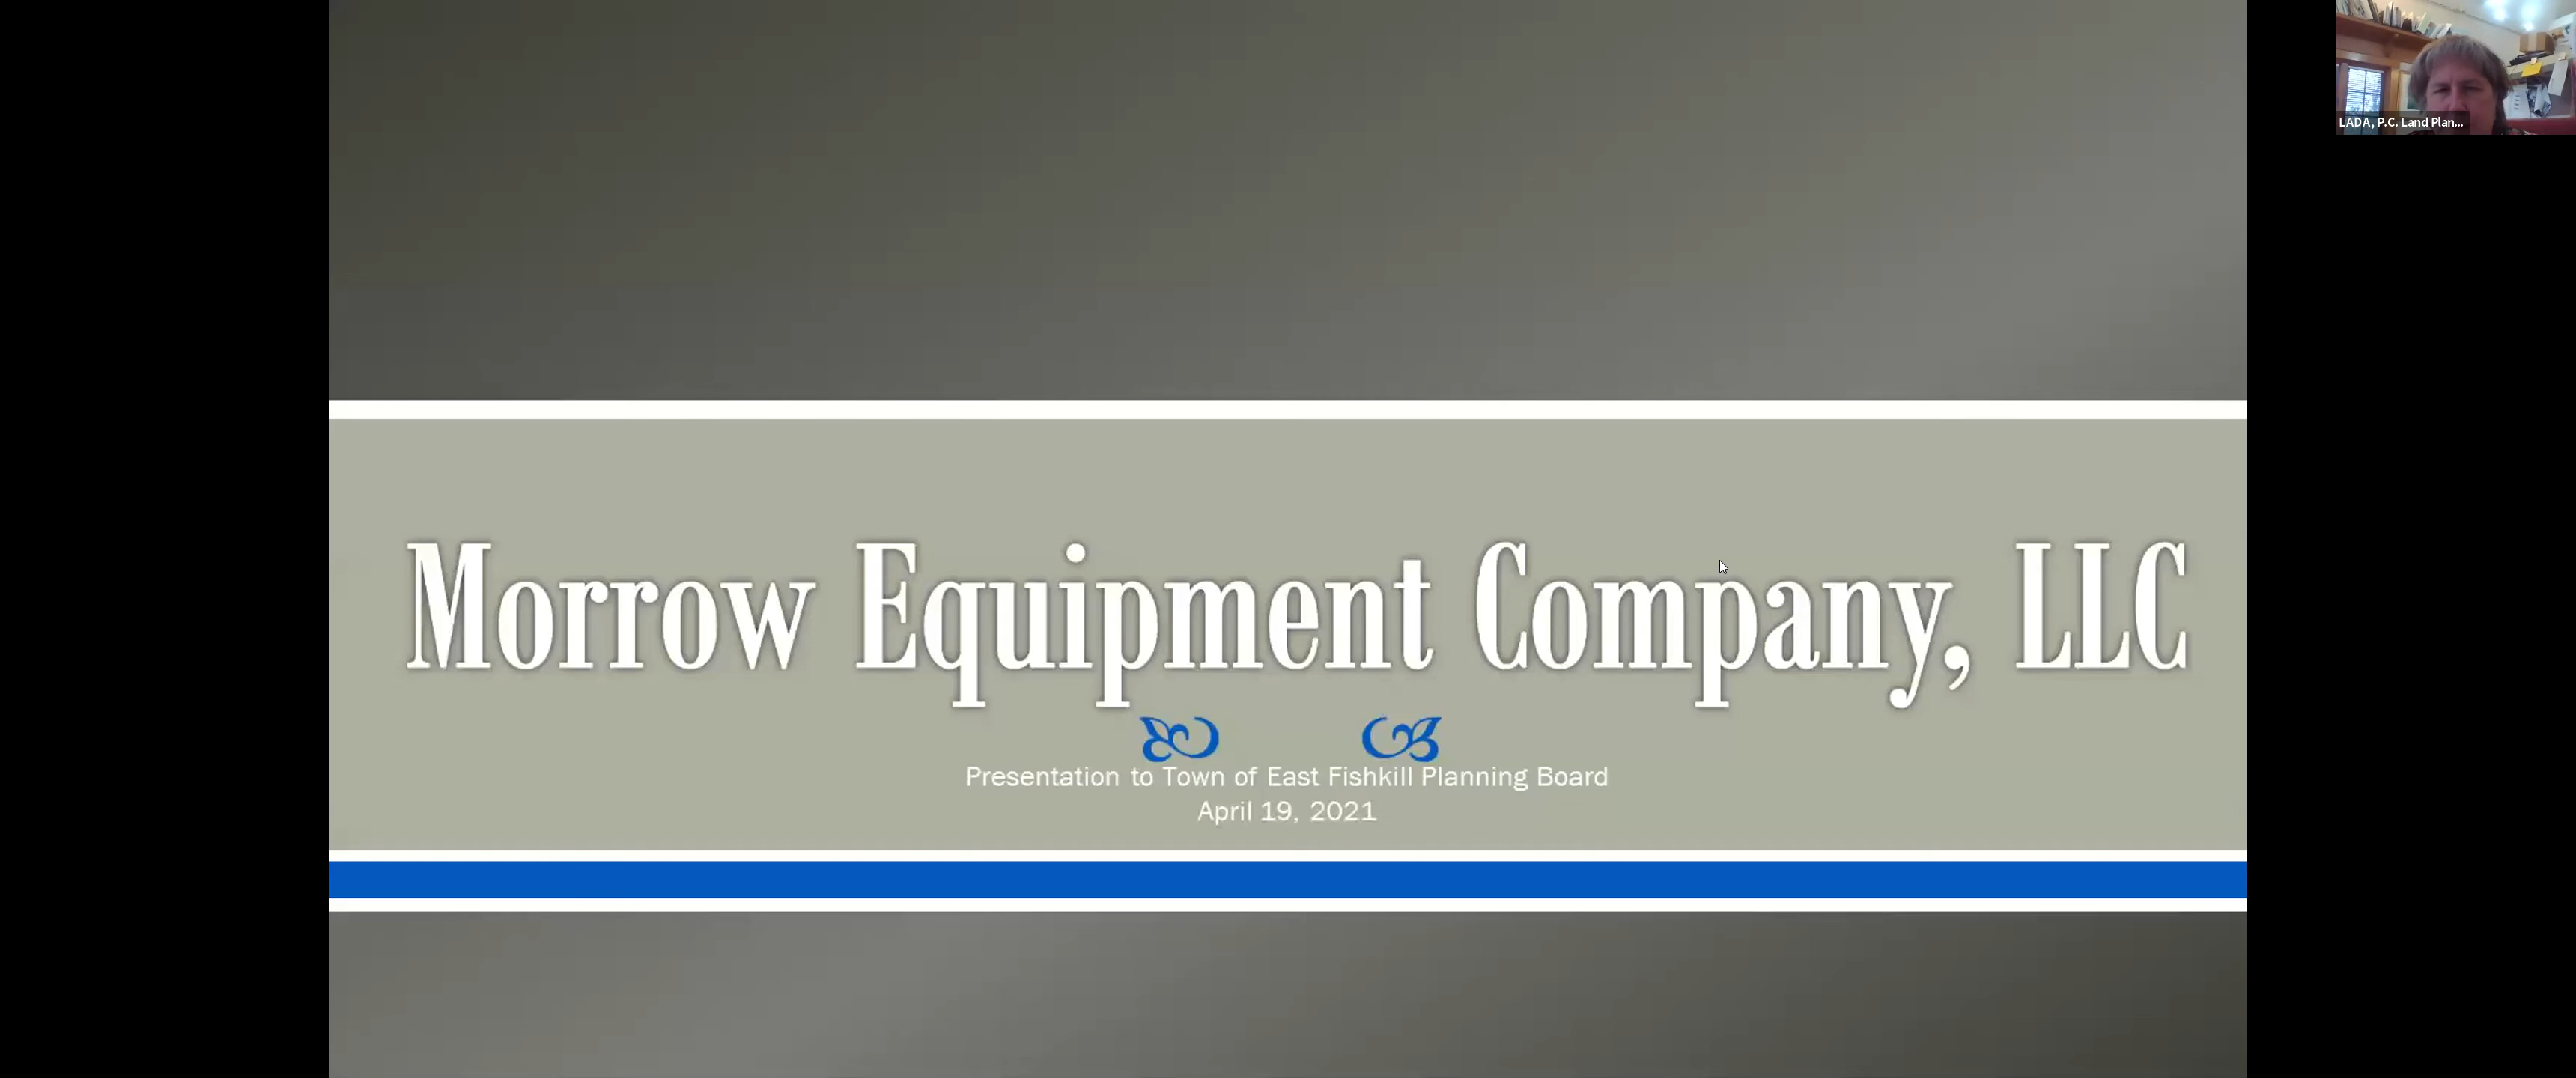 LADA, P.C. Land Plan...
Morrow Equipment Company, LLC
Presentation to Town of East Fishkill Planning Board
April 19, 2021